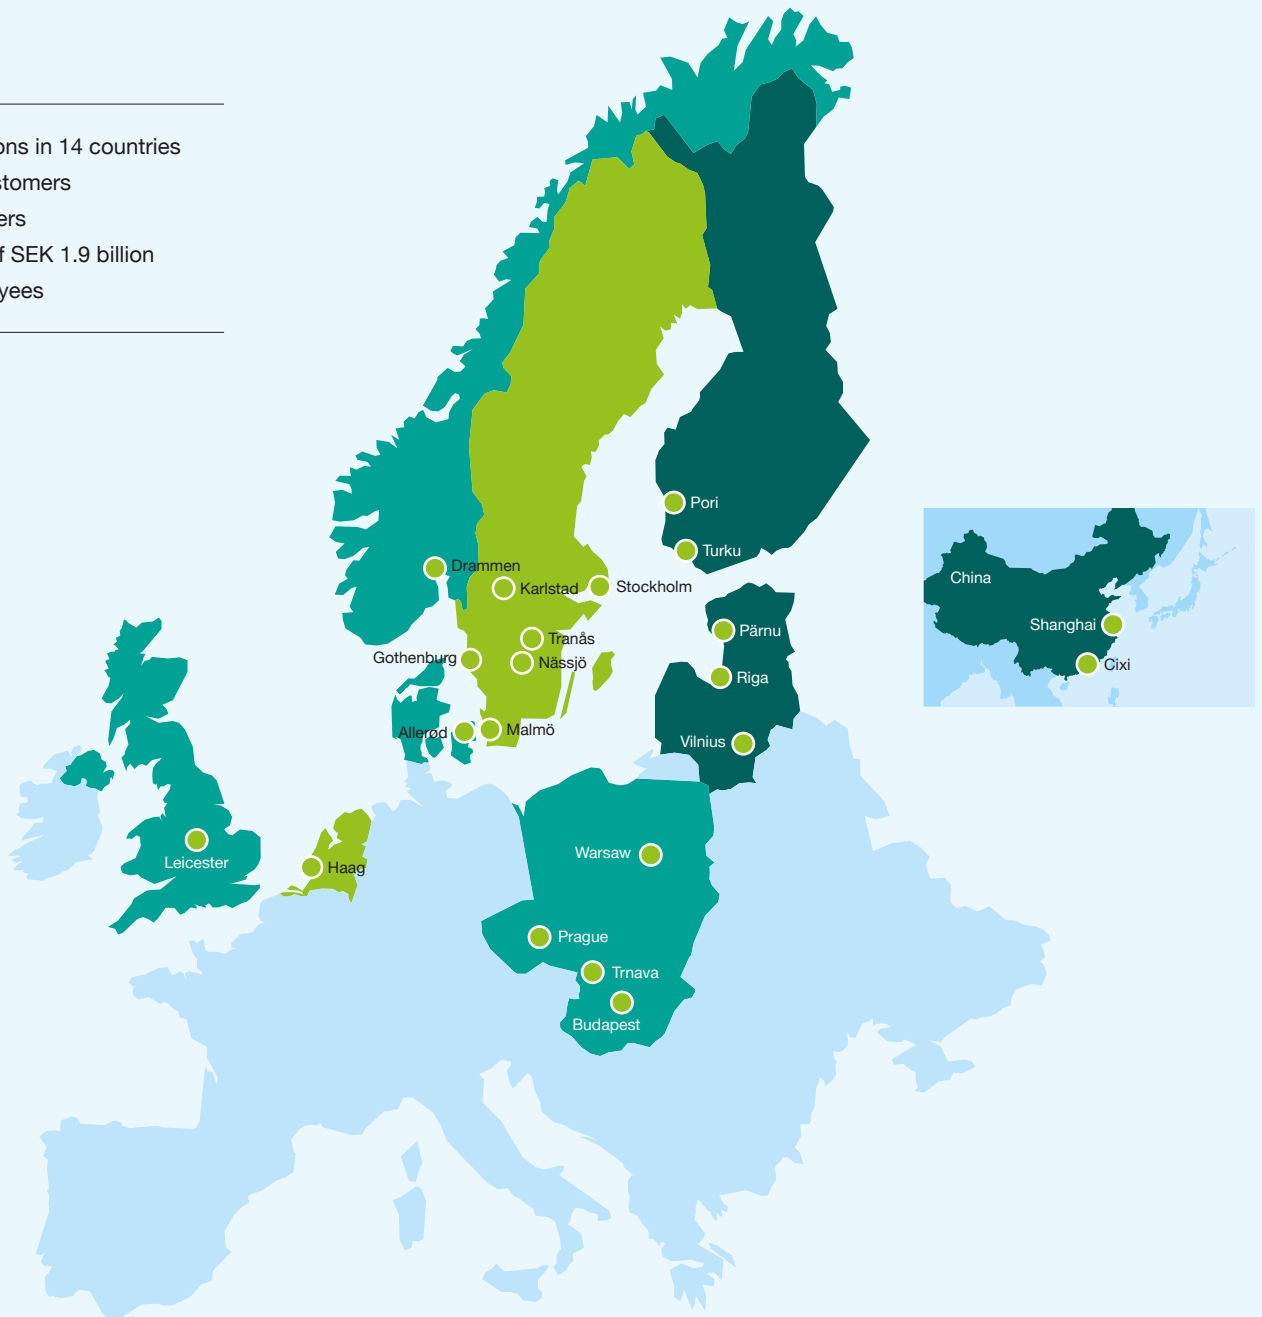 ons in 14 countries
stomers
ers
f SEK 1.9 billion
yees
Pori
Turku
Drammen
Karlstad
Stockholm
China
Shanghai
Cixi
Pärnu
Tranås
Gothenburg
Nässjö
Riga
Allerød
Malmö
Vilnius
Leicester
Haag
Warsaw
Prague
Trnava
Budapest